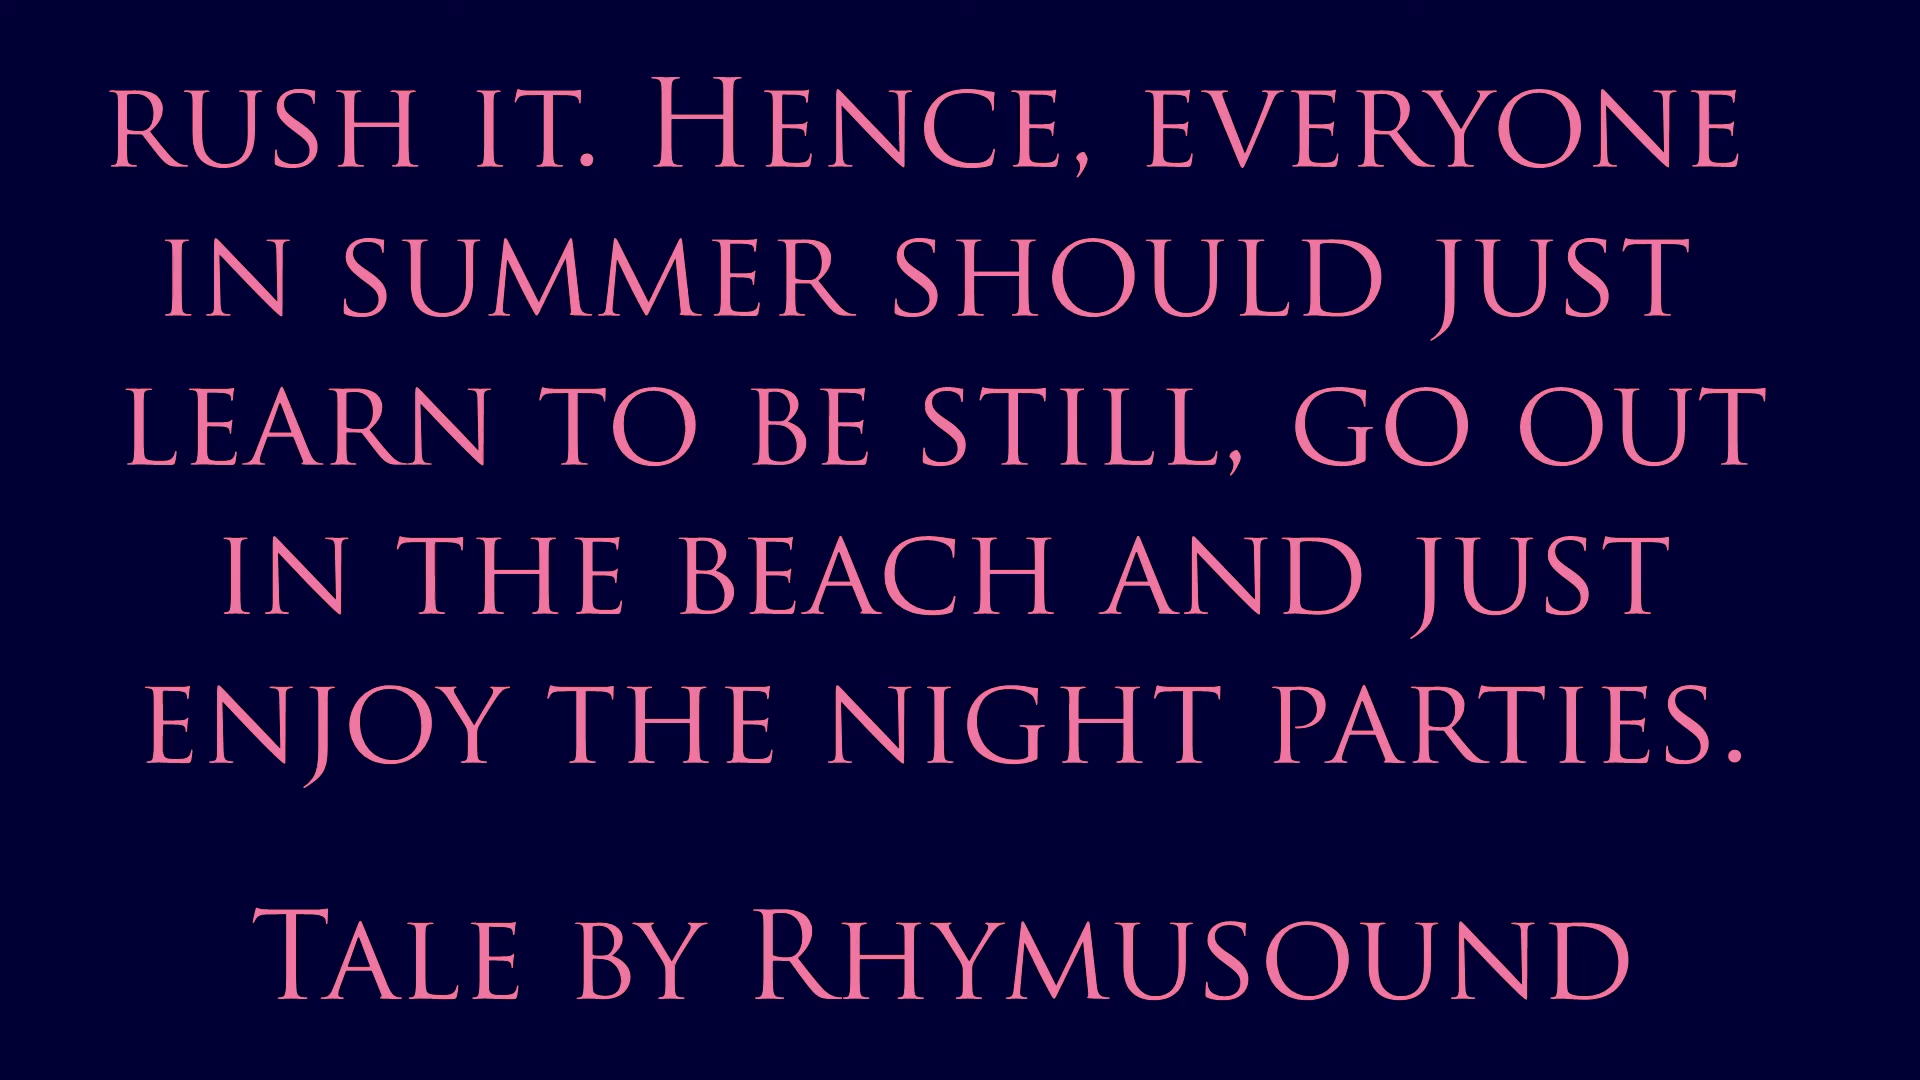 rush it. Hence, everyone
in summer should just
learn to be still, go out
in the beach and just
enjoy the night parties.
Tale by Rhymusound